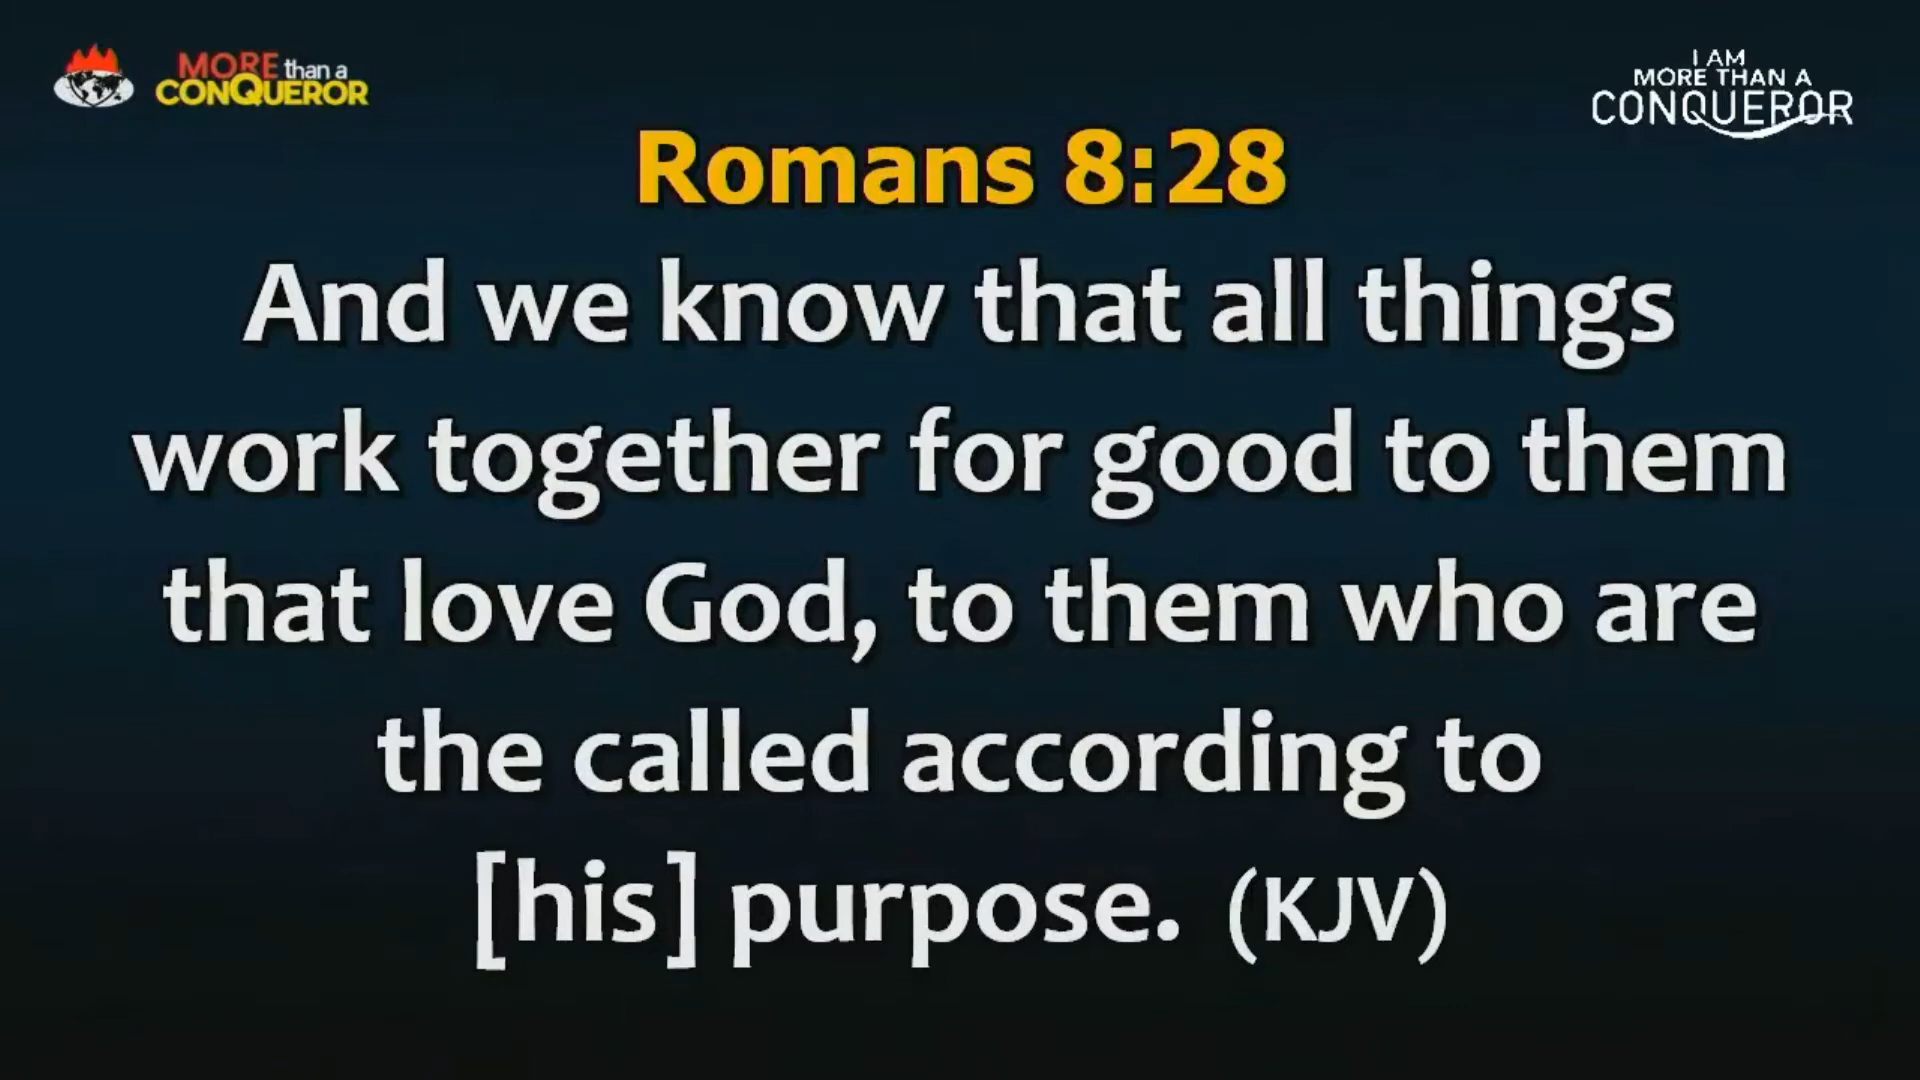 MORE than a
CONQUEROR
I AM
MORE THAN A
CONQUEROR
Romans 8:28
And we know that all things
work together for good to them
that love God, to them who are
the called according to
[his] purpose. (KJV)